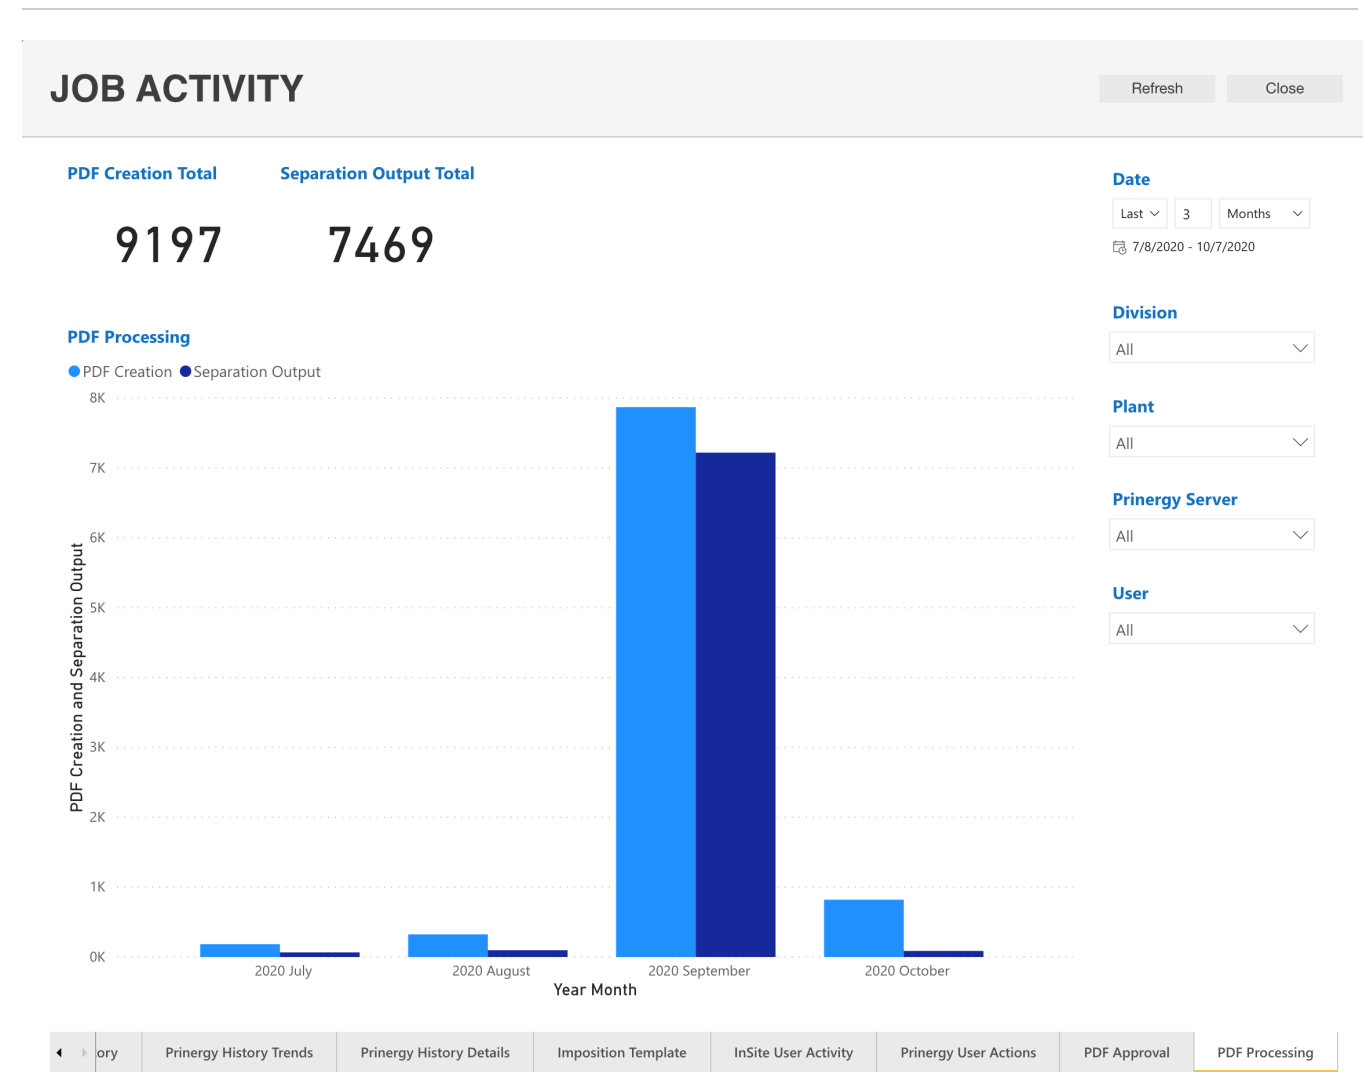 JOB ACTIVITY
Refresh
Close
PDF Creation Total
Separation Output Total
9197
7469
Date
Last
3
Months
7/8/2020 - 10/7/2020
Division
All
Plant
All
Prinergy Server
All
User
All
PDF Processing
PDF Creation
Separation Output
8K
7K
6K
5K
4K
3K
2K
1K
0K
PDF Creation and Separation Output
2020 July
2020 August
2020 September
2020 October
Year Month
ory
Prinergy History Trends
Prinergy History Details
Imposition Template
InSite User Activity
Prinergy User Actions
PDF Approval
PDF Processing